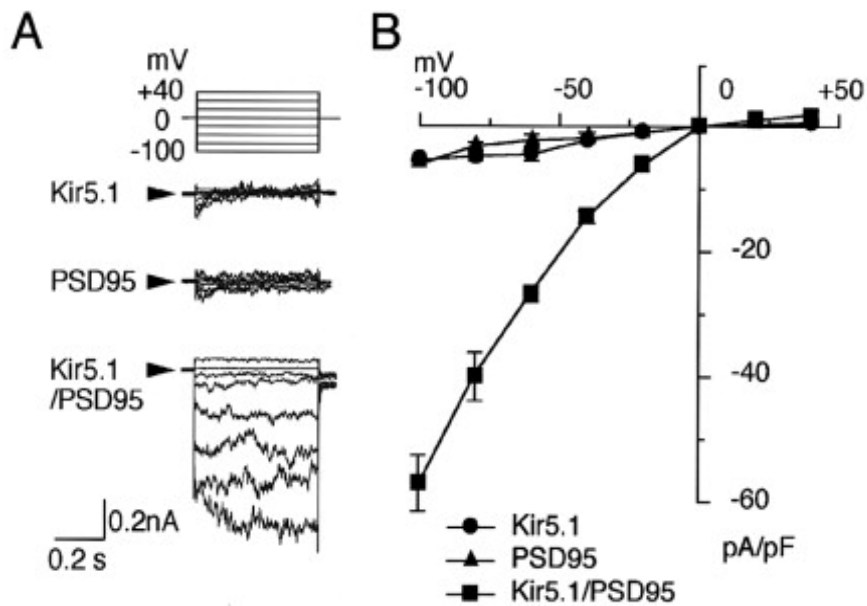 A
mV
+40
0
-100
Kir5.1
PSD95
Kir5.1
/PSD95
0.2nA
0.2 s
B
mV
-100
-50
0
+50
-20
-40
-60
pA/pF
Kir5.1
PSD95
Kir5.1/PSD95